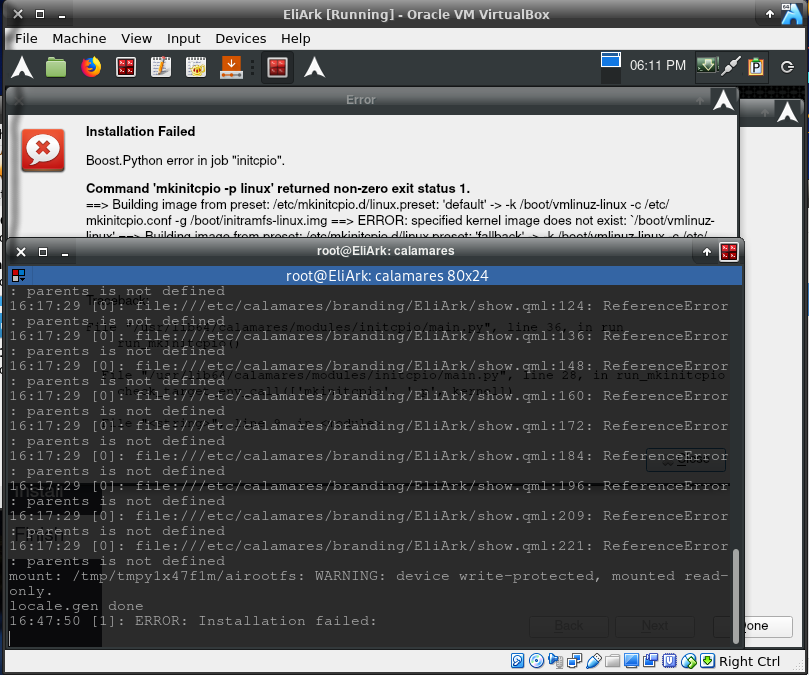 EliArk [Running] - Oracle VM VirtualBox
File Machine View Input Devices Help
06:11 PM
Error
Installation Failed
Boost.Python error in job "initcpio".
Command 'mkinitcpio -p linux' returned non-zero exit status 1.
==> Building image from preset: /etc/mkinitcpio.d/linux.preset: 'default' -> -k /boot/vmlinuz-linux -c /etc/
mkinitcpio.conf -g /boot/initramfs-linux.img ==> ERROR: specified kernel image does not exist: `/boot/vmlinuz-
linux' ==> Building image from preset: /etc/mkinitcpio.d/linux.preset: 'fallback' -> -k /boot/vmlinuz-linux -c /etc/
root@EliArk: calamares
root@EliArk: calamares 80x24
: parents is not defined
16:17:29 [0]: file:///etc/calamares/branding/EliArk/show.qml:124: ReferenceError
: parents is not defined
16:17:29 [0]: file:///etc/calamares/branding/EliArk/show.qml:136: ReferenceError
: parents is not defined
16:17:29 [0]: file:///etc/calamares/branding/EliArk/show.qml:148: ReferenceError
: parents is not defined
16:17:29 [0]: file:///etc/calamares/branding/EliArk/show.qml:160: ReferenceError
: parents is not defined
16:17:29 [0]: file:///etc/calamares/branding/EliArk/show.qml:172: ReferenceError
: parents is not defined
16:17:29 [0]: file:///etc/calamares/branding/EliArk/show.qml:184: ReferenceError
: parents is not defined
16:17:29 [0]: file:///etc/calamares/branding/EliArk/show.qml:196: ReferenceError
: parents is not defined
16:17:29 [0]: file:///etc/calamares/branding/EliArk/show.qml:209: ReferenceError
: parents is not defined
16:17:29 [0]: file:///etc/calamares/branding/EliArk/show.qml:221: ReferenceError
: parents is not defined
mount: /tmp/tmpy1x47f1m/airootfs: WARNING: device write-protected, mounted read-
only.
locale.gen done
16:47:50 [1]: ERROR: Installation failed:
Install
Finish
Close
Back Next Done
Right Ctrl